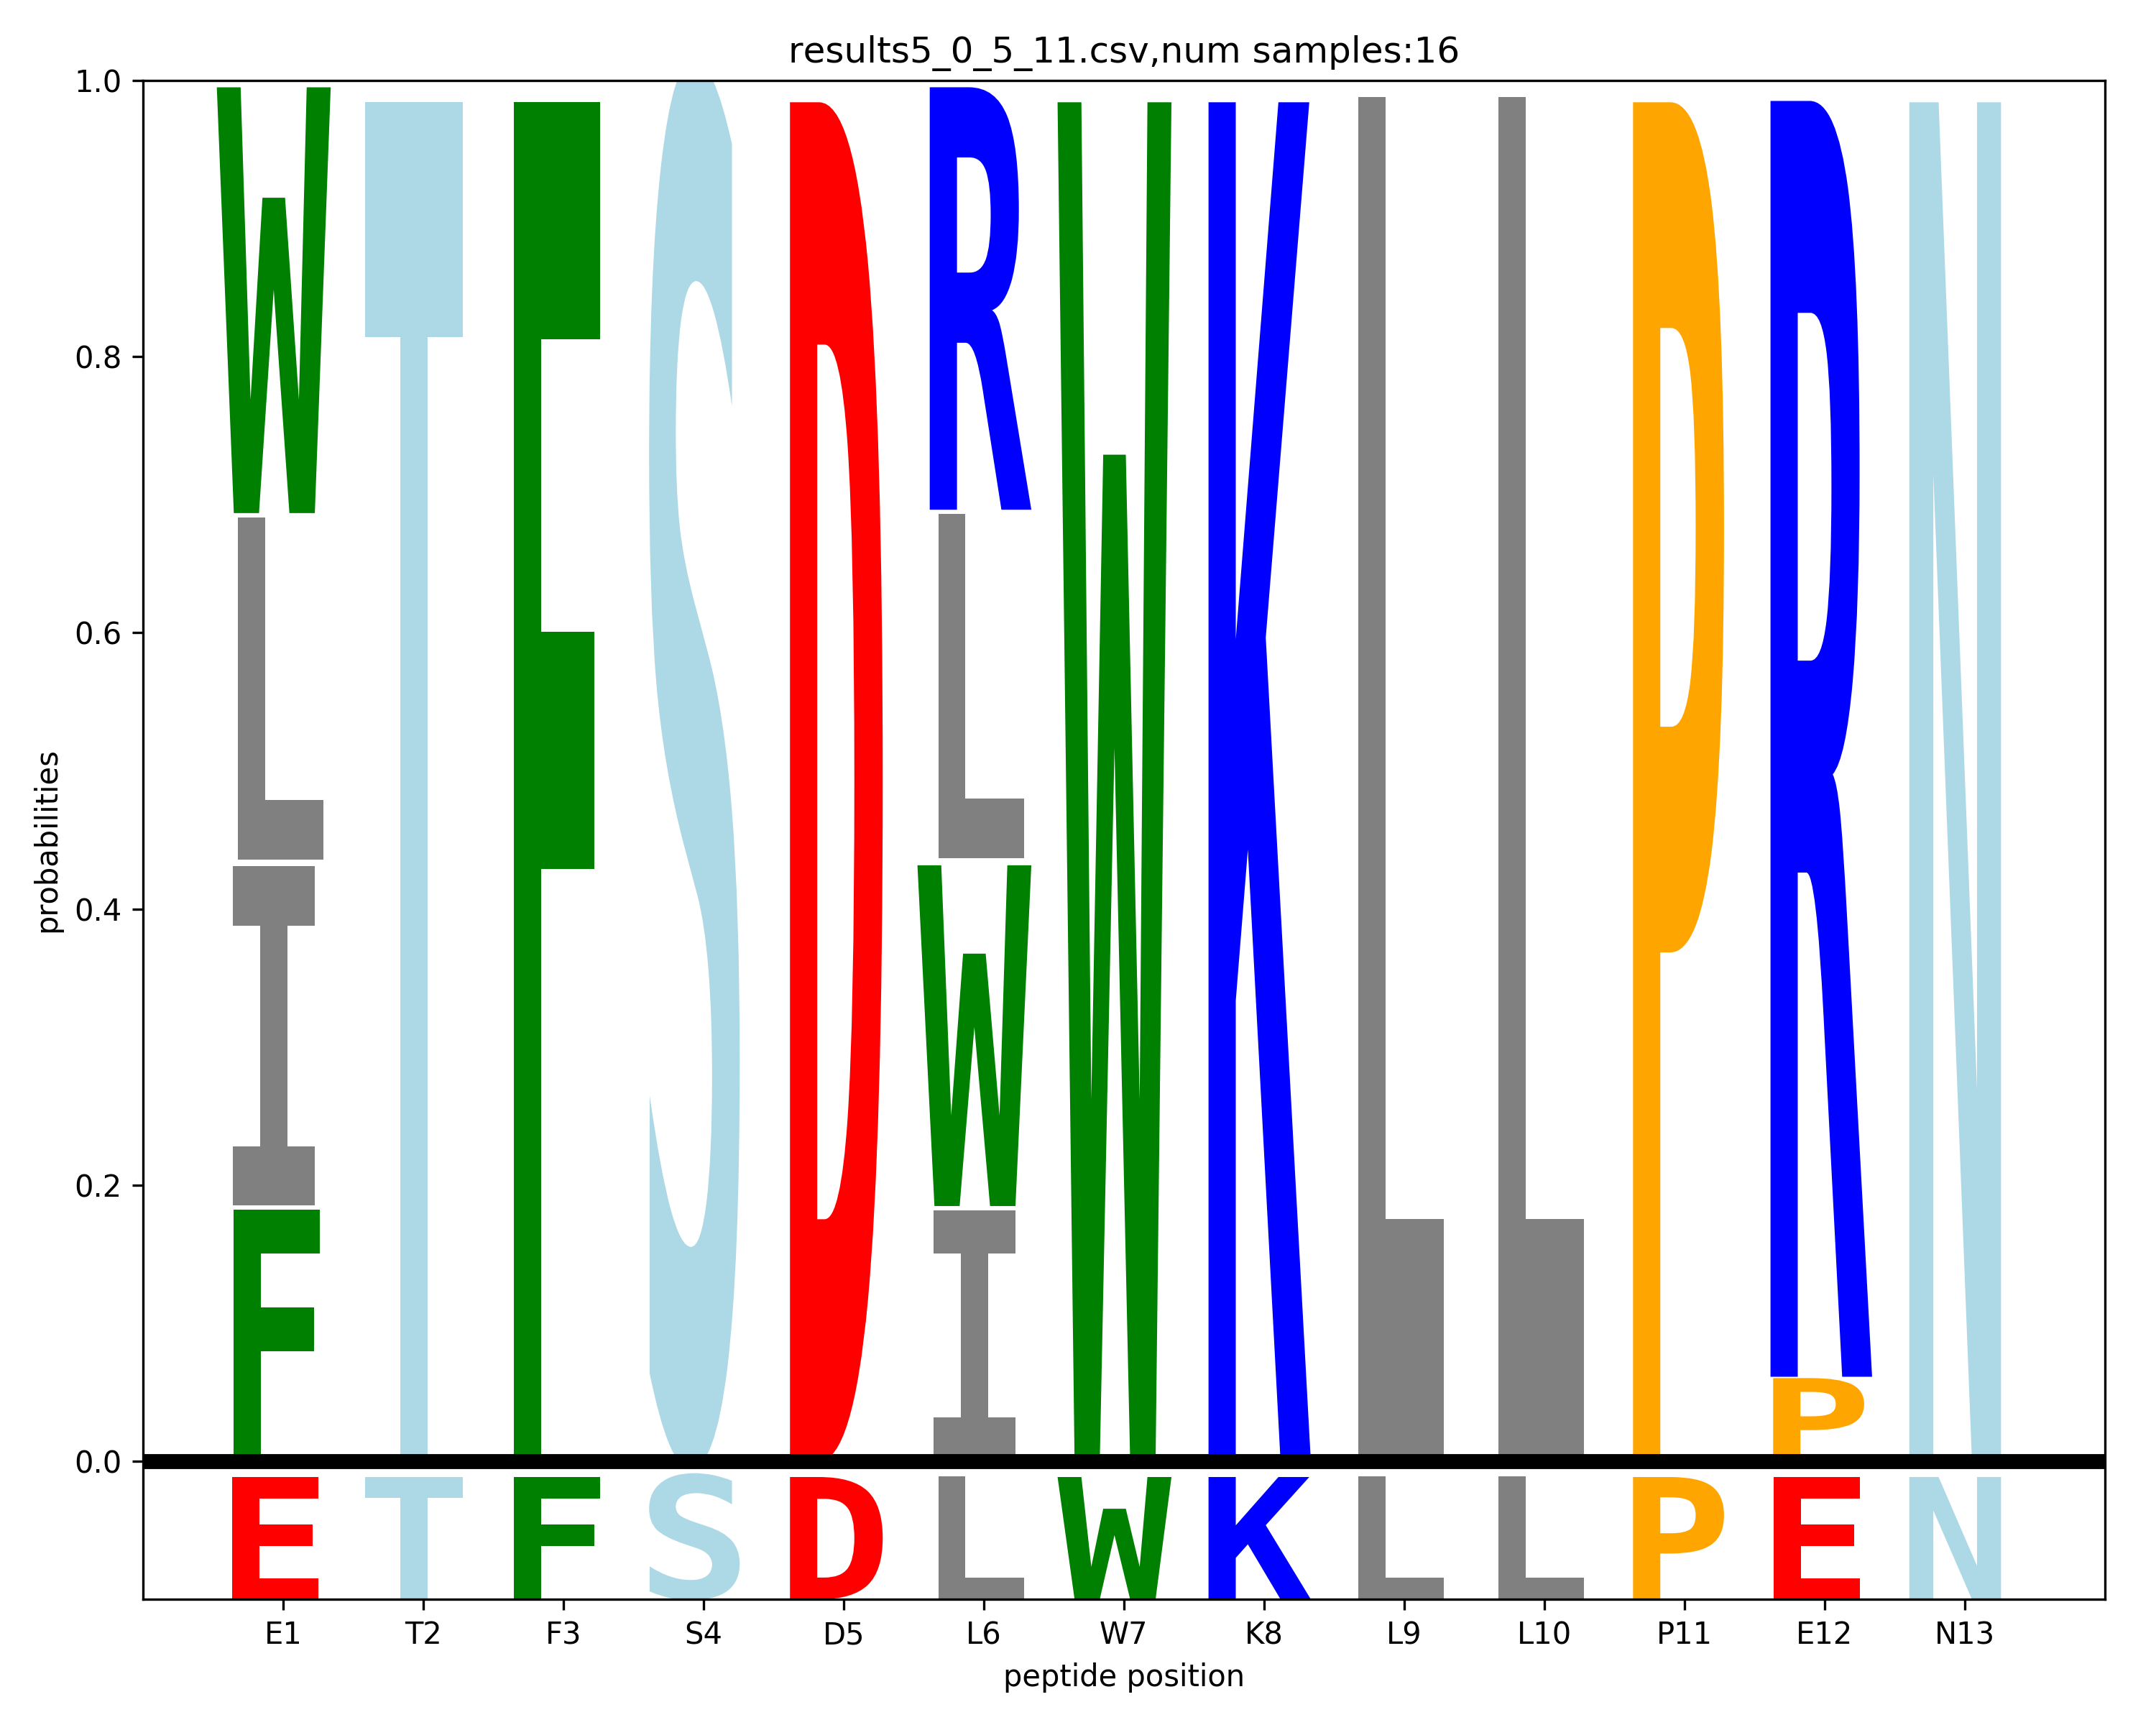 results5_0_5_11.csv,num samples:16
probabilities
1.0
0.8
0.6
0.4
0.2
0.0
W T F S D R W K L L P R N
L L
I W
F I P
E T F S D L W K L L P E N
E1 T2 F3 S4 D5 L6 W7 K8 L9 L10 P11 E12 N13
peptide position